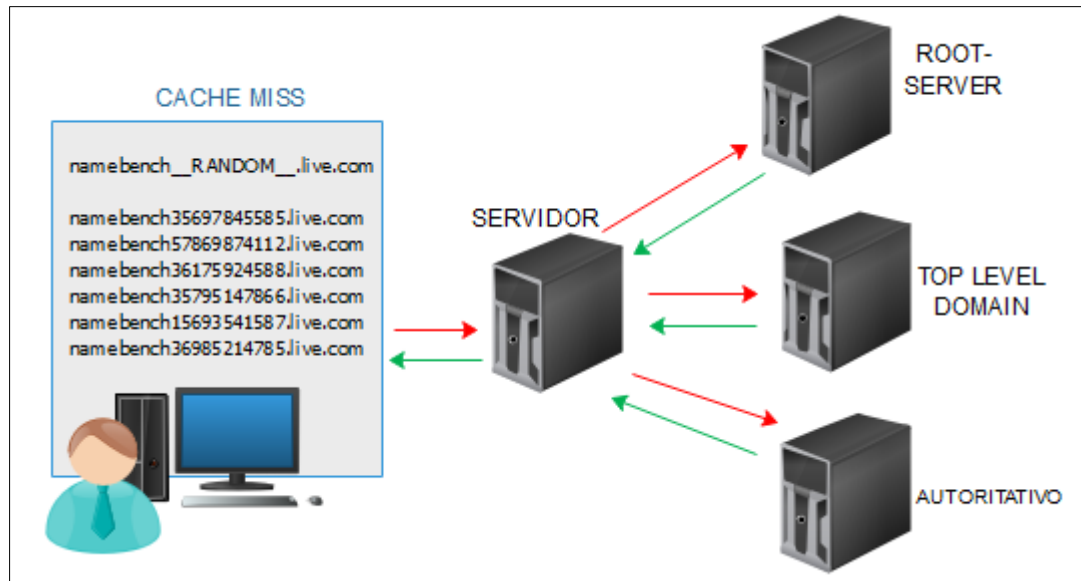 CACHE MISS
namebench__RANDOM__.live.com
namebench35697845585.live.com
namebench57869874112.live.com
namebench36175924588.live.com
namebench35795147866.live.com
namebench15693541587.live.com
namebench36985214785.live.com
SERVIDOR
ROOT-
SERVER
TOP LEVEL
DOMAIN
AUTORITATIVO